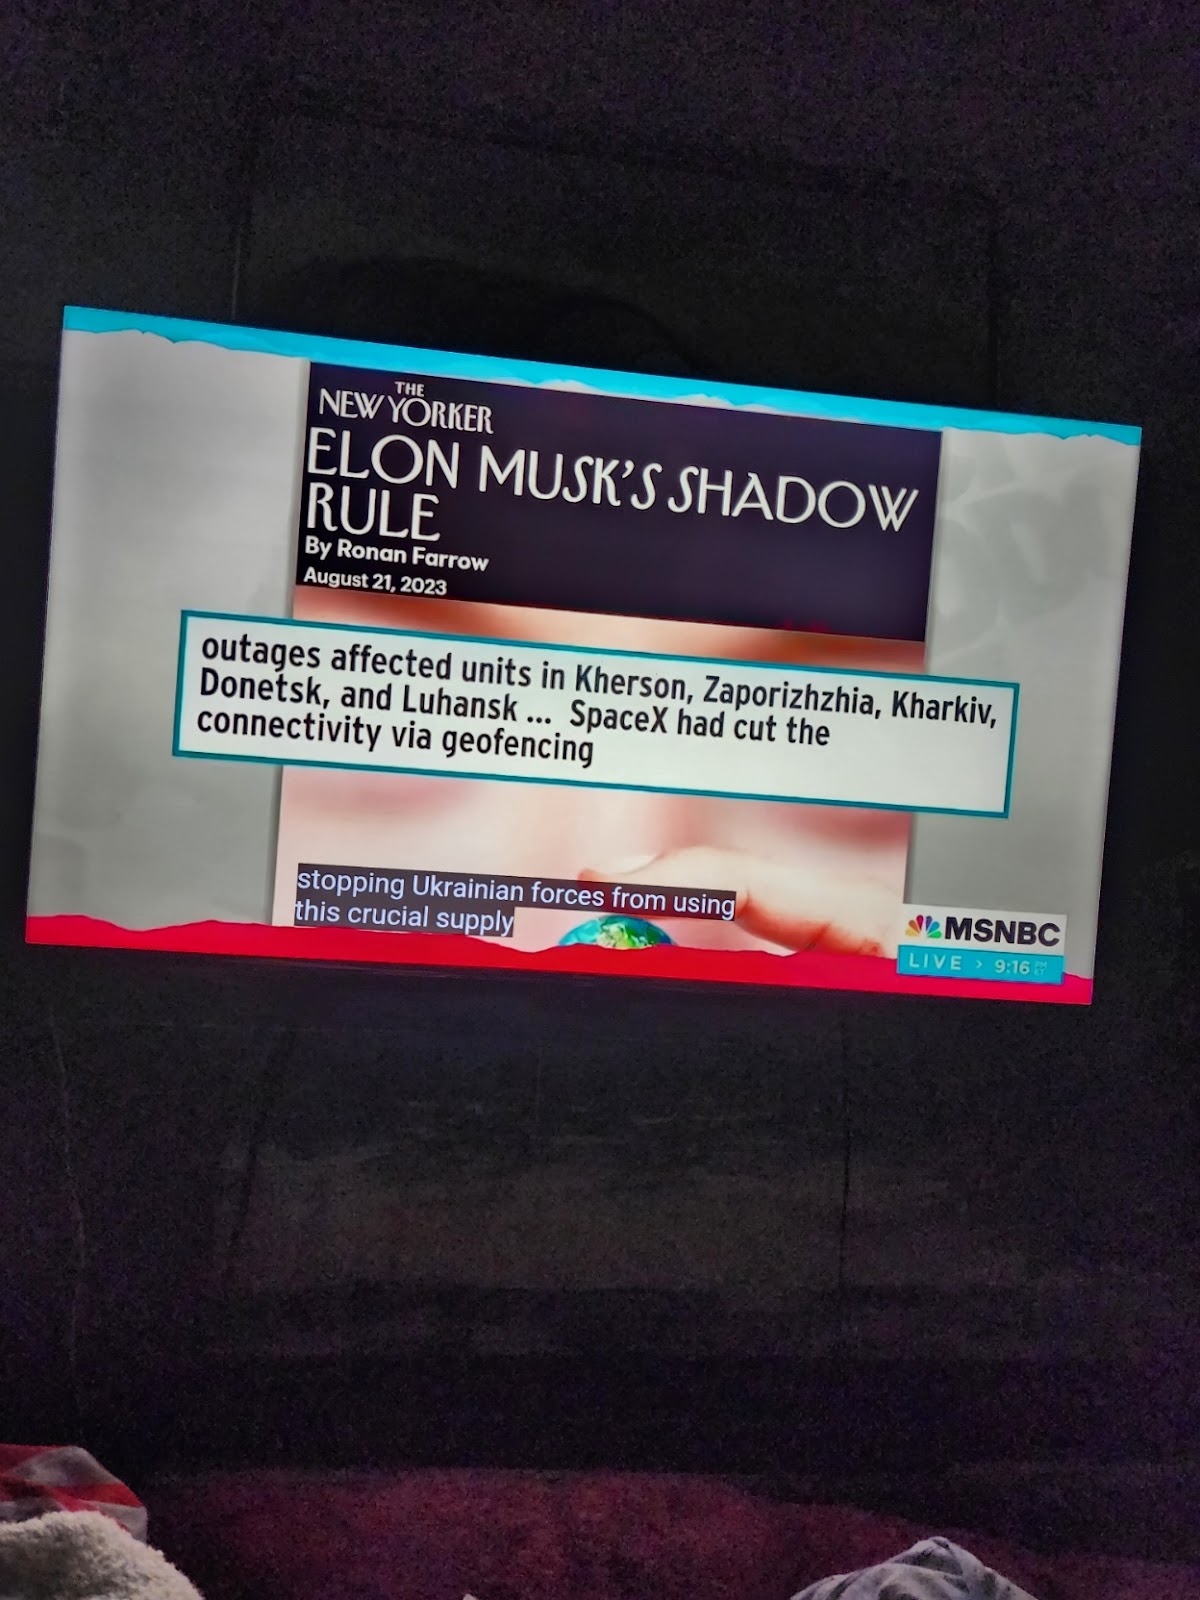 THE
NEW YORKER
ELON MUSK'S SHADOW
RULE
By Ronan Farrow
August 21, 2023
outages affected units in Kherson, Zaporizhzhia, Kharkiv,
Donetsk, and Luhansk ... SpaceX had cut the
connectivity via geofencing
stopping Ukrainian forces from using
this crucial supply
MSNBC
LIVE > 9:16 PM
ET